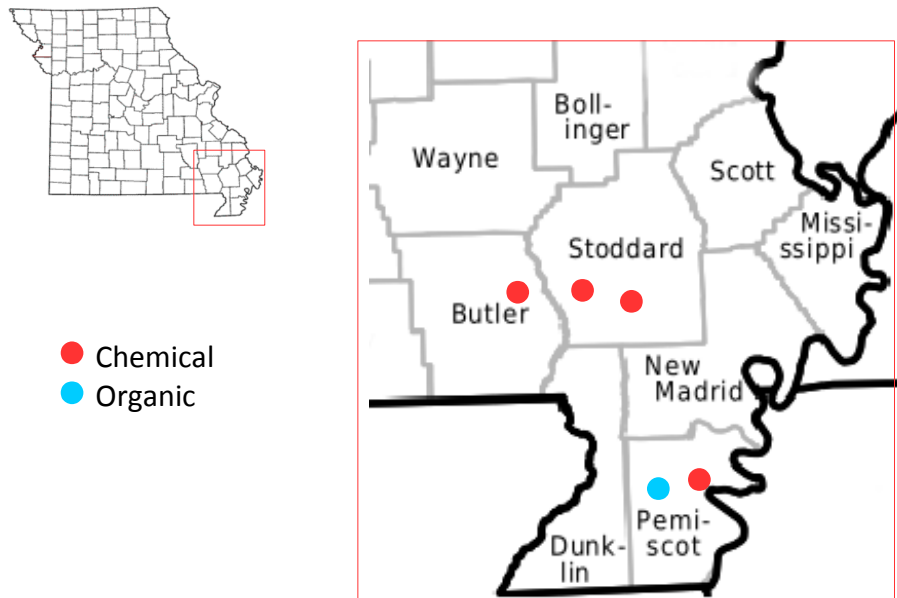 Boll-
inger
Wayne
Scott
Missi-
ssippi
Stoddard
Butler
Chemical
Organic
New
Madrid
Pemi-
scot
Dunk-
lin